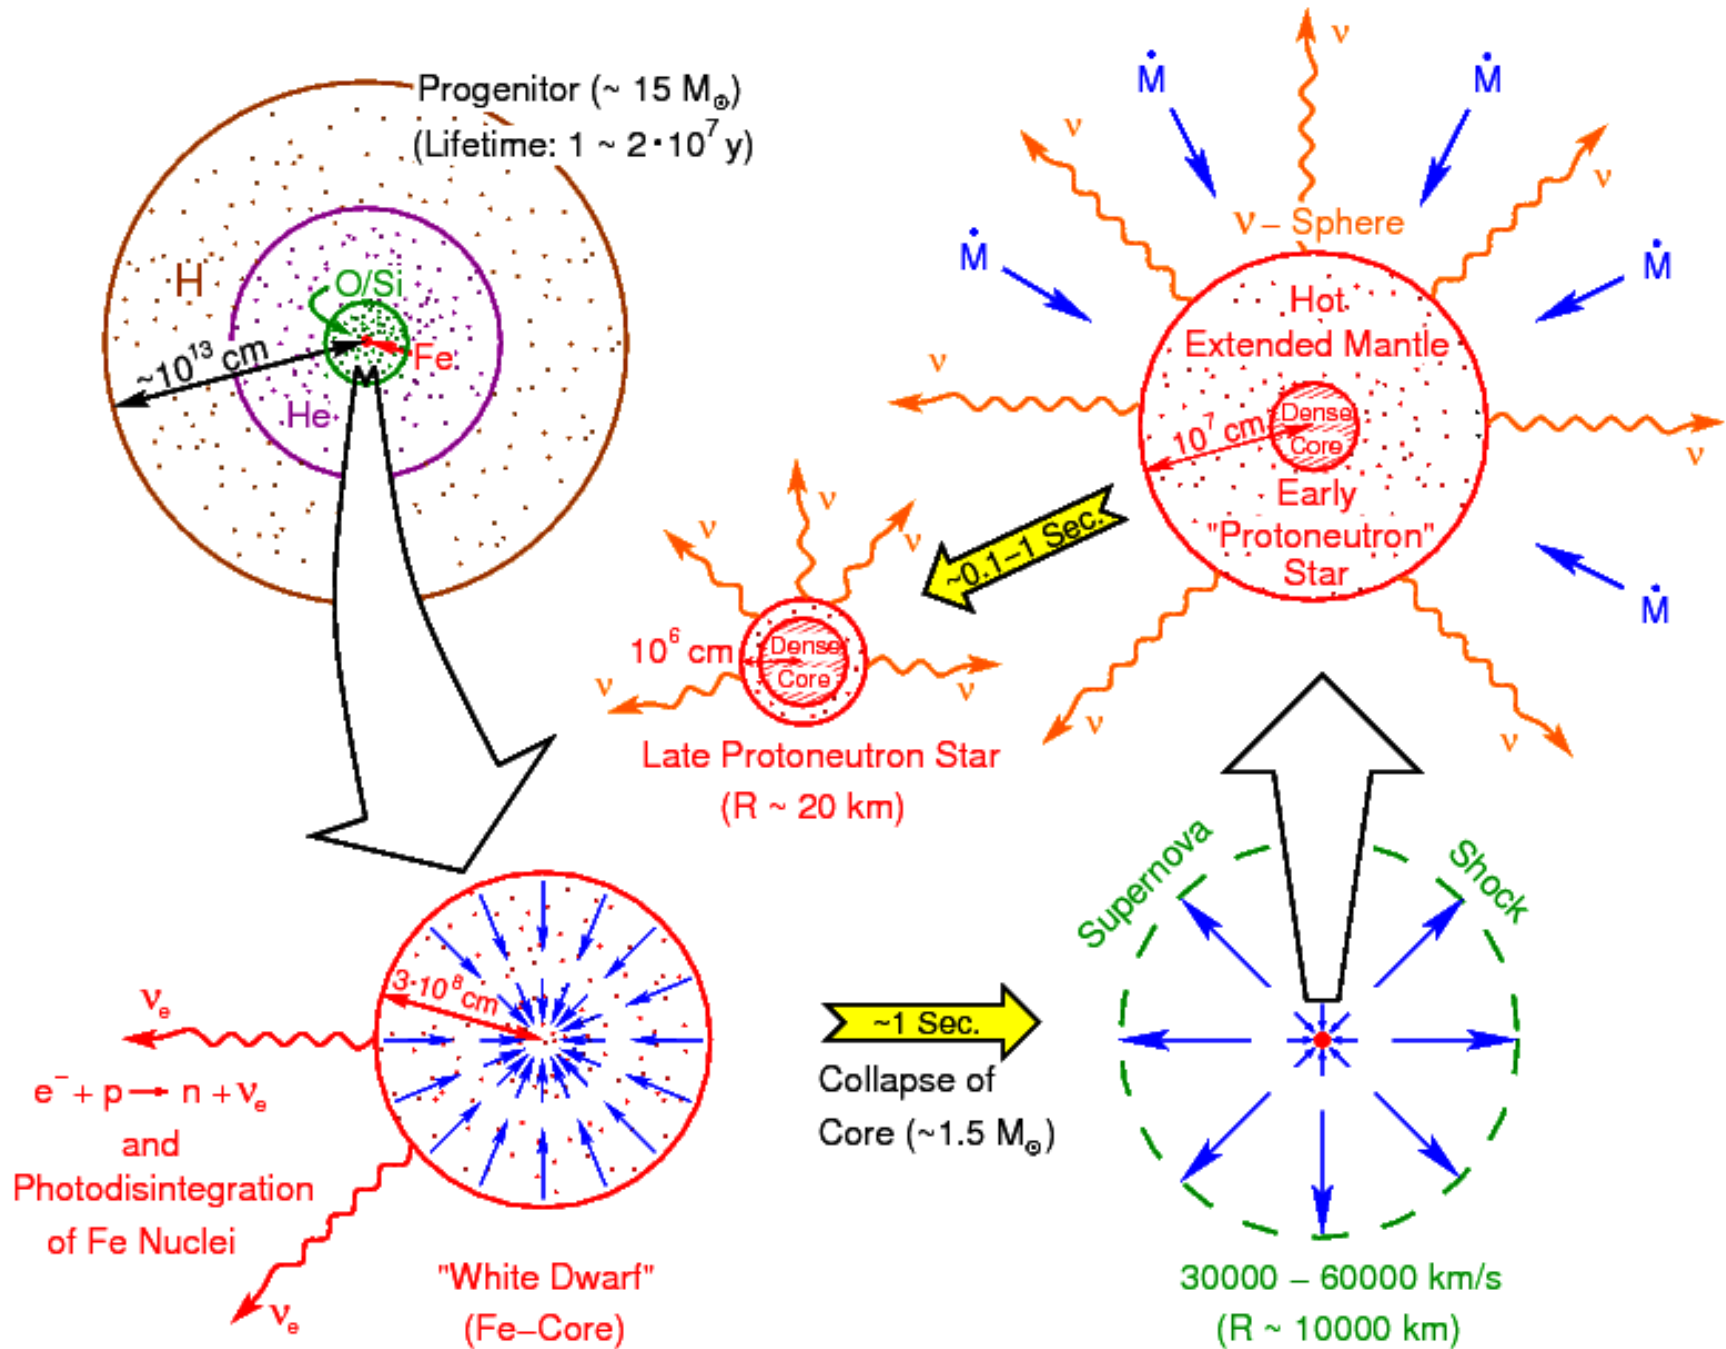 Progenitor (~ 15 M⊙)
(Lifetime: 1 ~ 2·10⁷ y)
H
O/Si
Fe
He
~10¹³ cm
ν
ν
ν
ν
ν
ν
ν
Ṁ
Ṁ
Ṁ
Ṁ
Ṁ
ν – Sphere
Hot
Extended Mantle
Dense
Core
10⁷ cm
Early
"Protoneutron"
Star
~0.1–1 Sec.
ν
ν
ν
ν
ν
10⁶ cm
Dense
Core
Late Protoneutron Star
(R ~ 20 km)
3·10⁸ cm
νₑ
e⁻ + p → n + νₑ
and
Photodisintegration
of Fe Nuclei
νₑ
"White Dwarf"
(Fe–Core)
~1 Sec.
Collapse of
Core (~1.5 M⊙)
Supernova
Shock
30000 – 60000 km/s
(R ~ 10000 km)